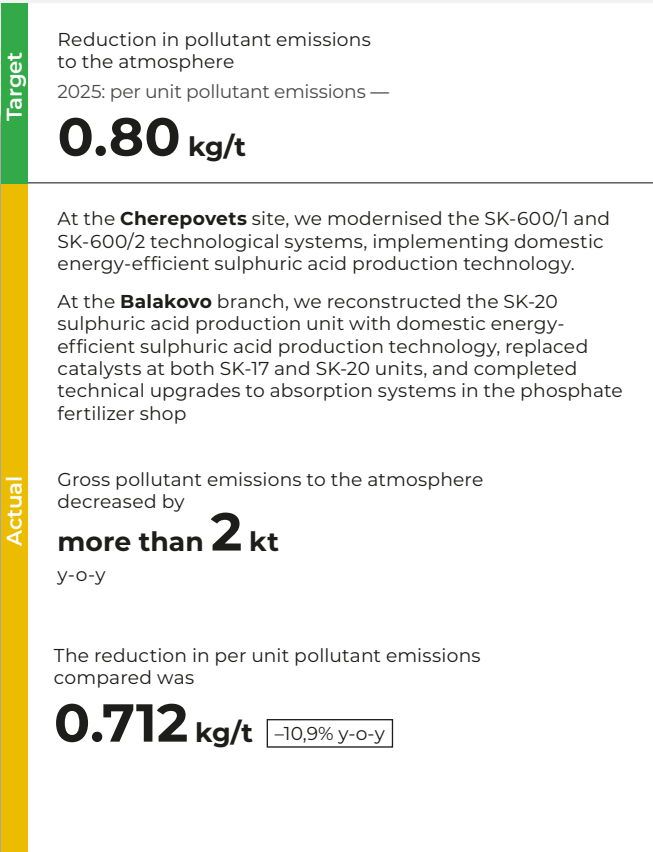 Target
Reduction in pollutant emissions
to the atmosphere
2025: per unit pollutant emissions —
0.80 kg/t
Actual
At the Cherepovets site, we modernised the SK-600/1 and
SK-600/2 technological systems, implementing domestic
energy-efficient sulphuric acid production technology.
At the Balakovo branch, we reconstructed the SK-20
sulphuric acid production unit with domestic energy-
efficient sulphuric acid production technology, replaced
catalysts at both SK-17 and SK-20 units, and completed
technical upgrades to absorption systems in the phosphate
fertilizer shop
Gross pollutant emissions to the atmosphere
decreased by
more than 2 kt
y-o-y
The reduction in per unit pollutant emissions
compared was
0.712 kg/t –10,9% y-o-y